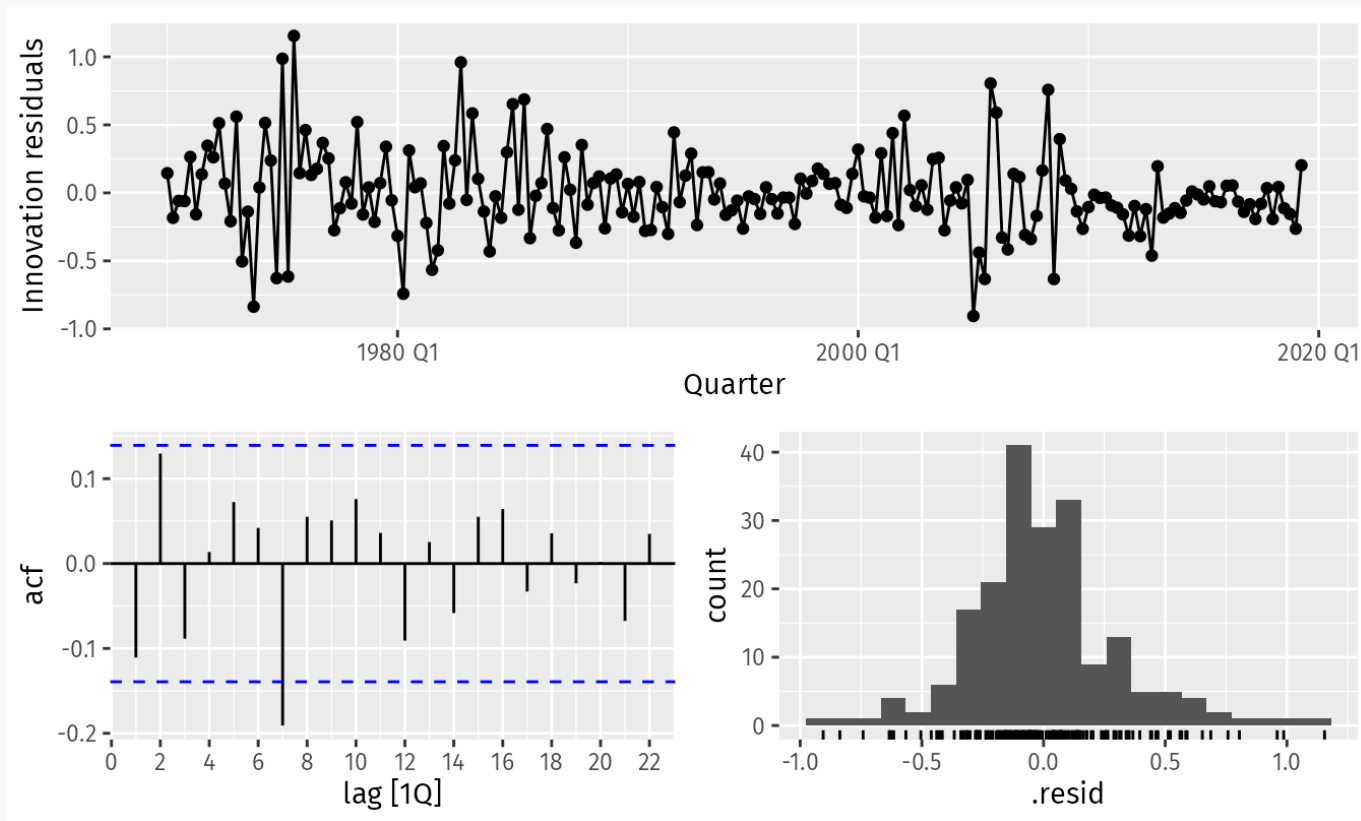 Innovation residuals
1.0
0.5
0.0
-0.5
-1.0
1980 Q1
2000 Q1
2020 Q1
Quarter
acf
0.1
0.0
-0.1
-0.2
0 2 4 6 8 10 12 14 16 18 20 22
lag [1Q]
count
40
30
20
10
0
-1.0 -0.5 0.0 0.5 1.0
.resid